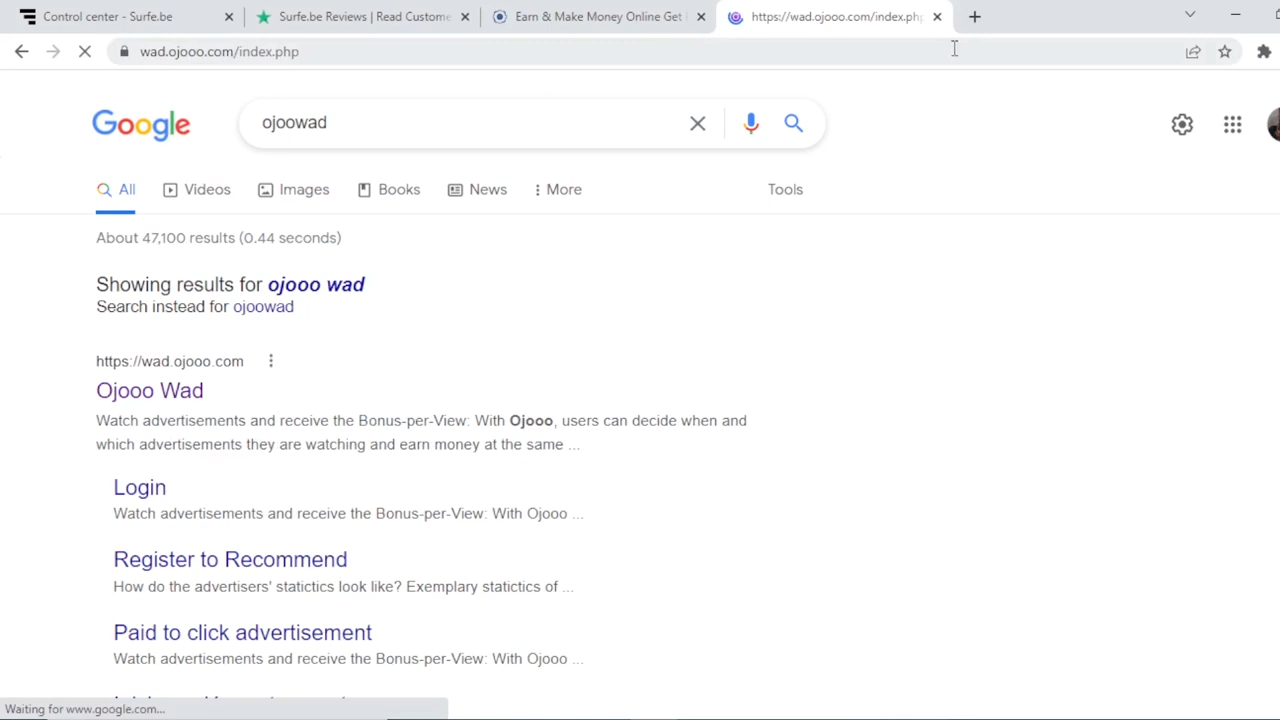 Control center - Surfe.be
Surfe.be Reviews | Read Custome
Earn & Make Money Online Get
https://wad.ojooo.com/index.php
wad.ojooo.com/index.php
Google
ojoowad
All
Videos
Images
Books
News
More
Tools
About 47,100 results (0.44 seconds)
Showing results for ojooo wad
Search instead for ojoowad
https://wad.ojooo.com
Ojooo Wad
Watch advertisements and receive the Bonus-per-View: With Ojooo, users can decide when and
which advertisements they are watching and earn money at the same ...
Login
Watch advertisements and receive the Bonus-per-View: With Ojooo ...
Register to Recommend
How do the advertisers' statictics look like? Exemplary statictics of ...
Paid to click advertisement
Watch advertisements and receive the Bonus-per-View: With Ojooo ...
Waiting for www.google.com...